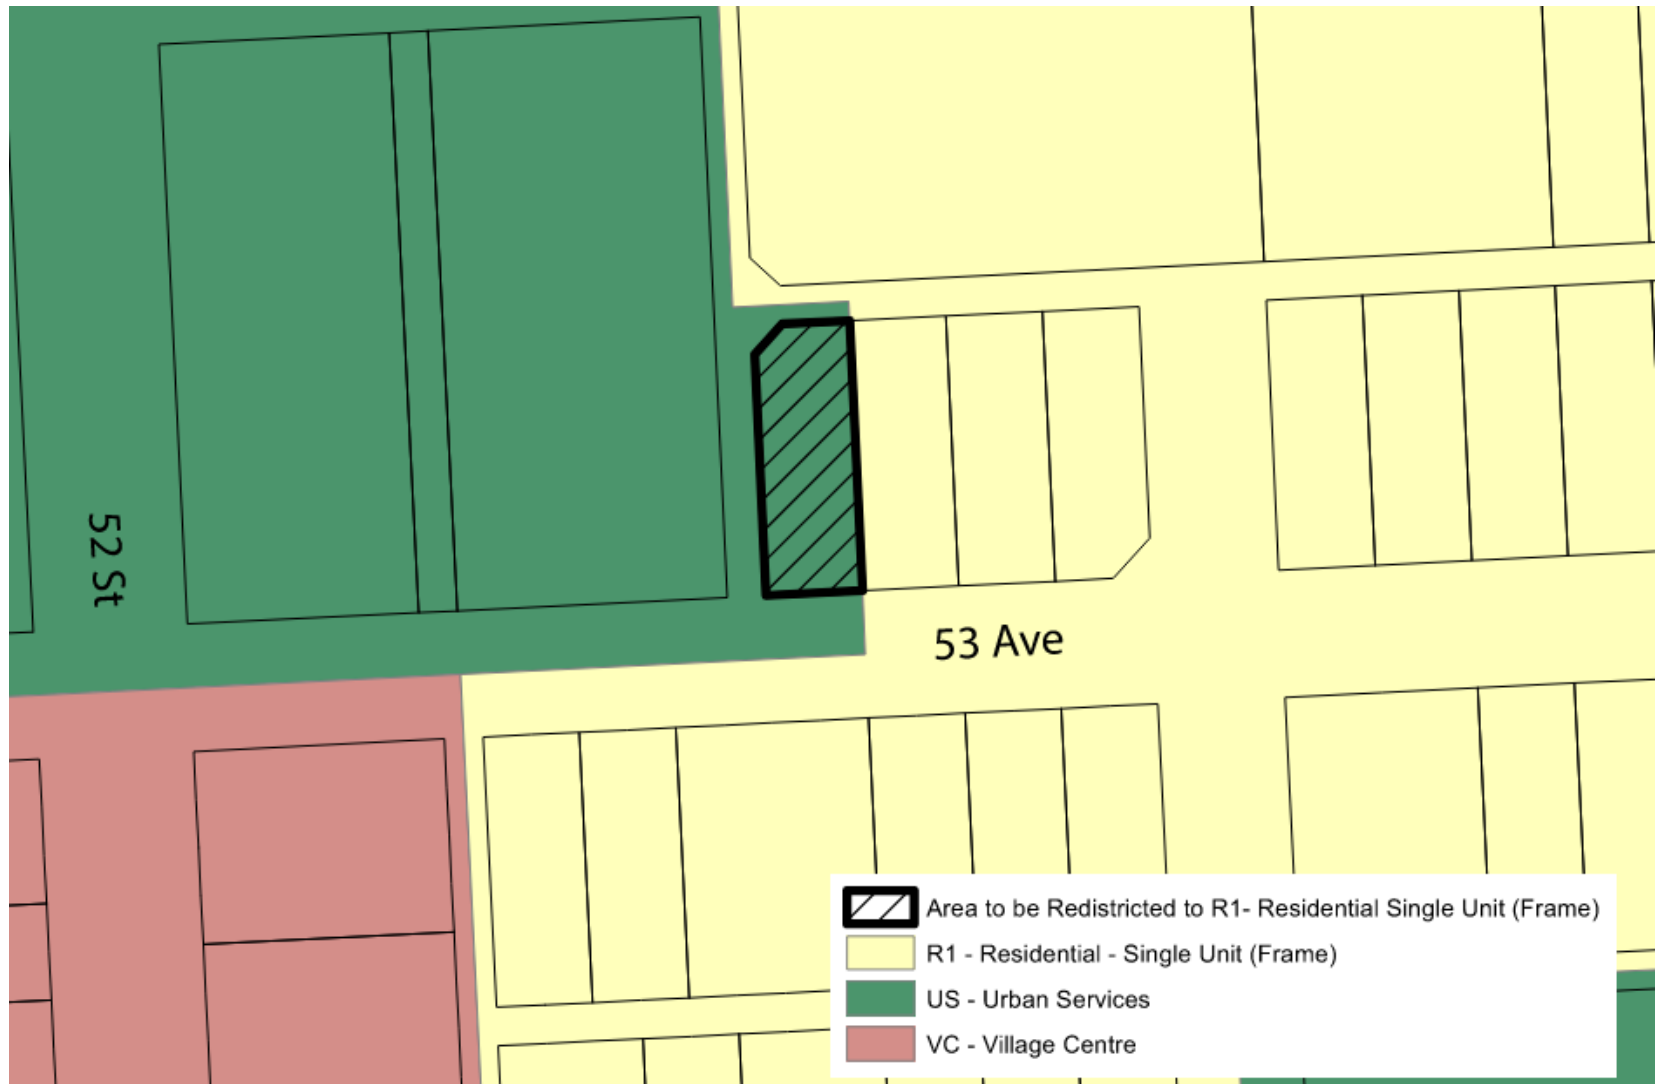 52 St
53 Ave
Area to be Redistricted to R1- Residential Single Unit (Frame)
R1 - Residential - Single Unit (Frame)
US - Urban Services
VC - Village Centre